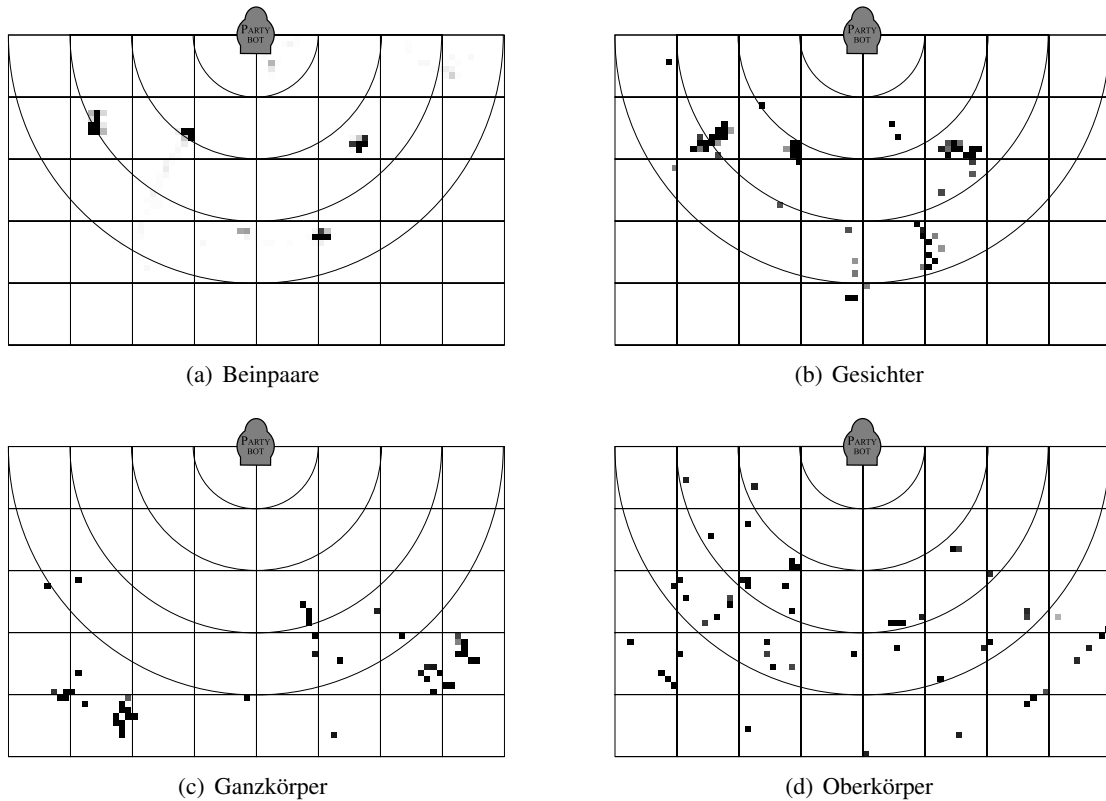 PARTY
BOT
PARTY
BOT
(a) Beinpaare
(b) Gesichter
PARTY
BOT
PARTY
BOT
(c) Ganzkörper
(d) Oberkörper